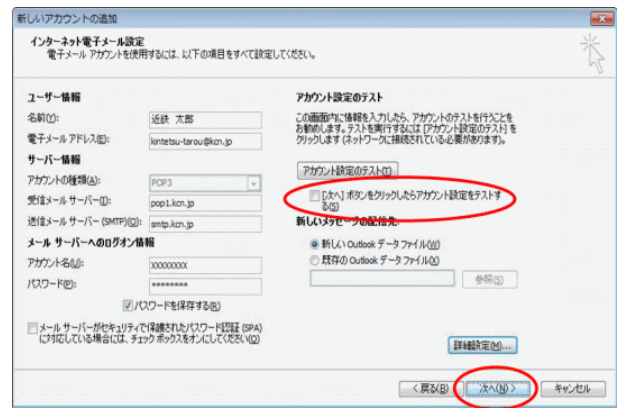 新しいアカウントの追加
インターネット電子メール設定
電子メール アカウントを使用するには、以下の項目をすべて設定してください。
ユーザー情報
名前(Y):
近鉄 太郎
電子メール アドレス(E):
kintetsu-tarou@kcn.jp
サーバー情報
アカウントの種類(A):
POP3
受信メール サーバー(I):
pop1.kcn.jp
送信メール サーバー (SMTP)(O):
smtp.kcn.jp
メール サーバーへのログオン情報
アカウント名(U):
XXXXXXXX
パスワード(P):
********
パスワードを保存する(R)
メール サーバーがセキュリティで保護されたパスワード認証 (SPA)
に対応している場合には、チェック ボックスをオンにしてください(Q)
アカウント設定のテスト
この画面内に情報を入力したら、アカウントのテストを行うことを
お勧めします。テストを実行するには [アカウント設定のテスト] を
クリックします (ネットワークに接続されている必要があります)。
アカウント設定のテスト(T)
[次へ] ボタンをクリックしたらアカウント設定をテストす
る(S)
新しいメッセージの配信先
新しい Outlook データ ファイル(W)
既存の Outlook データ ファイル(X)
参照(S)
詳細設定(M)...
< 戻る(B)
次へ(N) >
キャンセル